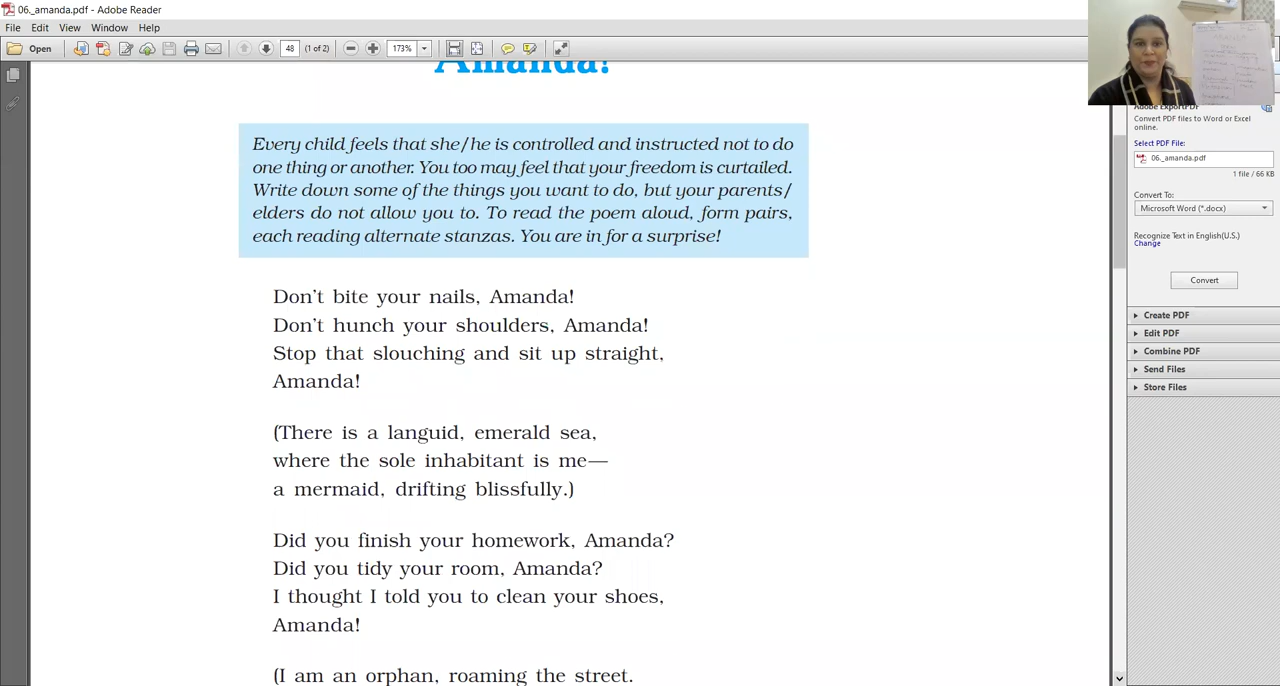 06._amanda.pdf - Adobe Reader
File Edit View Window Help
Open 48 (1 of 2) 173%
Amanda!
Every child feels that she/he is controlled and instructed not to do
one thing or another. You too may feel that your freedom is curtailed.
Write down some of the things you want to do, but your parents/
elders do not allow you to. To read the poem aloud, form pairs,
each reading alternate stanzas. You are in for a surprise!
Don't bite your nails, Amanda!
Don't hunch your shoulders, Amanda!
Stop that slouching and sit up straight,
Amanda!
(There is a languid, emerald sea,
where the sole inhabitant is me—
a mermaid, drifting blissfully.)
Did you finish your homework, Amanda?
Did you tidy your room, Amanda?
I thought I told you to clean your shoes,
Amanda!
(I am an orphan, roaming the street.
Adobe ExportPDF
Convert PDF files to Word or Excel
online.
Select PDF File:
06._amanda.pdf
1 file / 66 KB
Convert To:
Microsoft Word (*.docx)
Recognize Text in English(U.S.)
Change
Convert
Create PDF
Edit PDF
Combine PDF
Send Files
Store Files